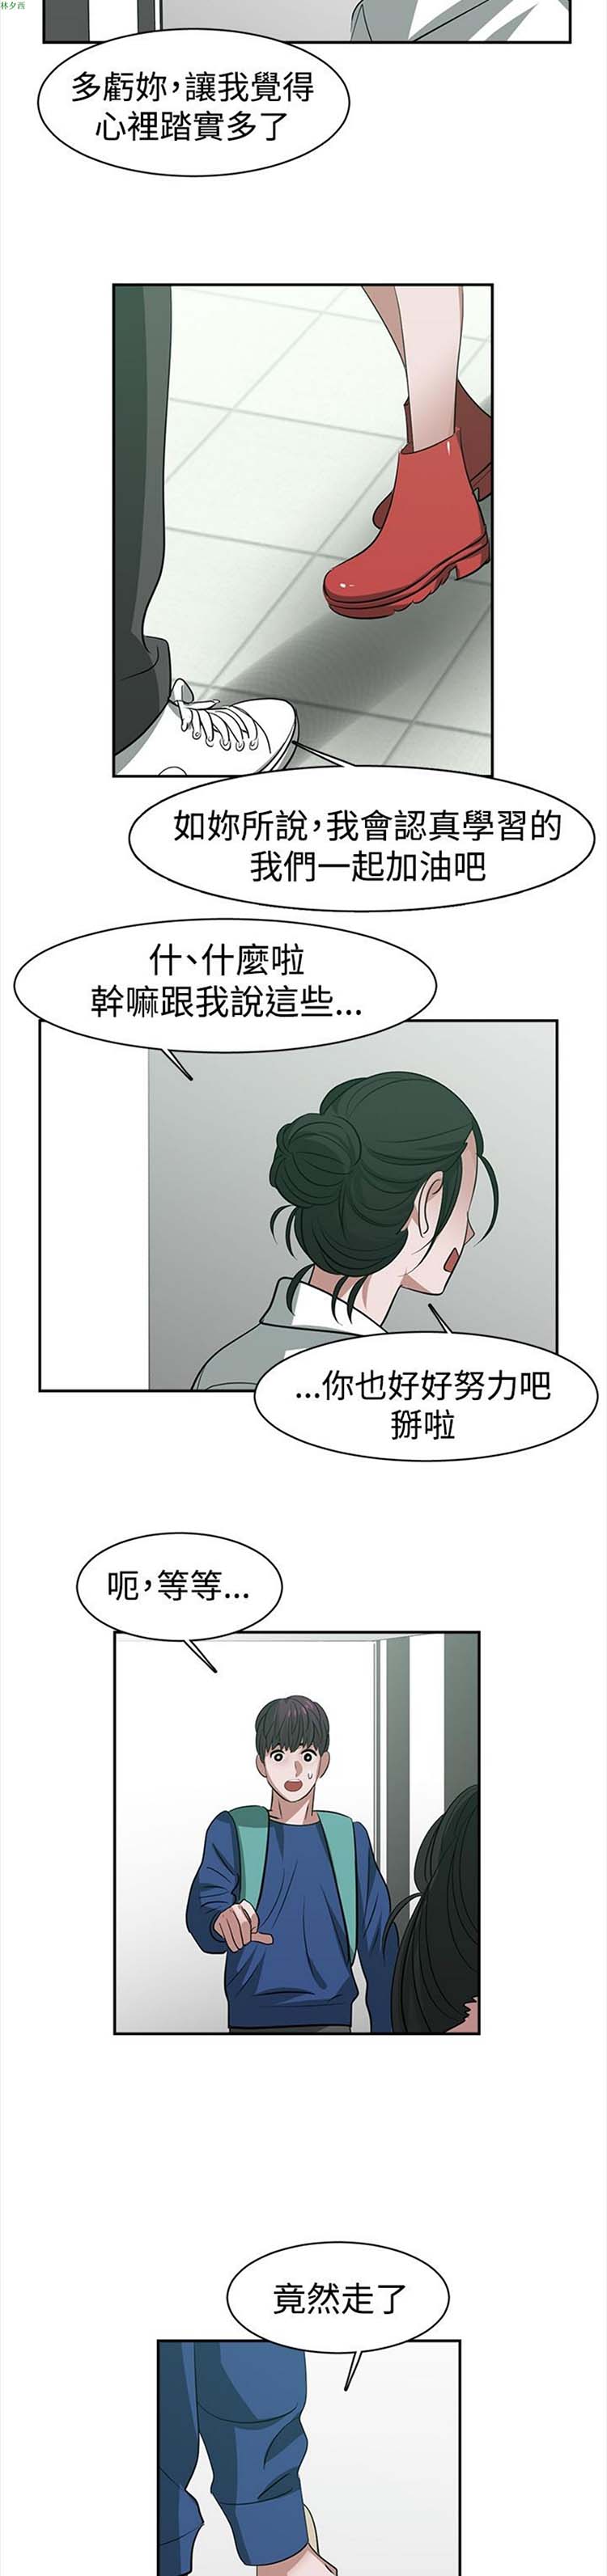 林夕酉
多虧妳，讓我覺得
心裡踏實多了
如妳所說，我會認真學習的
我們一起加油吧
什、什麼啦
幹嘛跟我說這些…
…你也好好努力吧
掰啦
呃，等等…
竟然走了